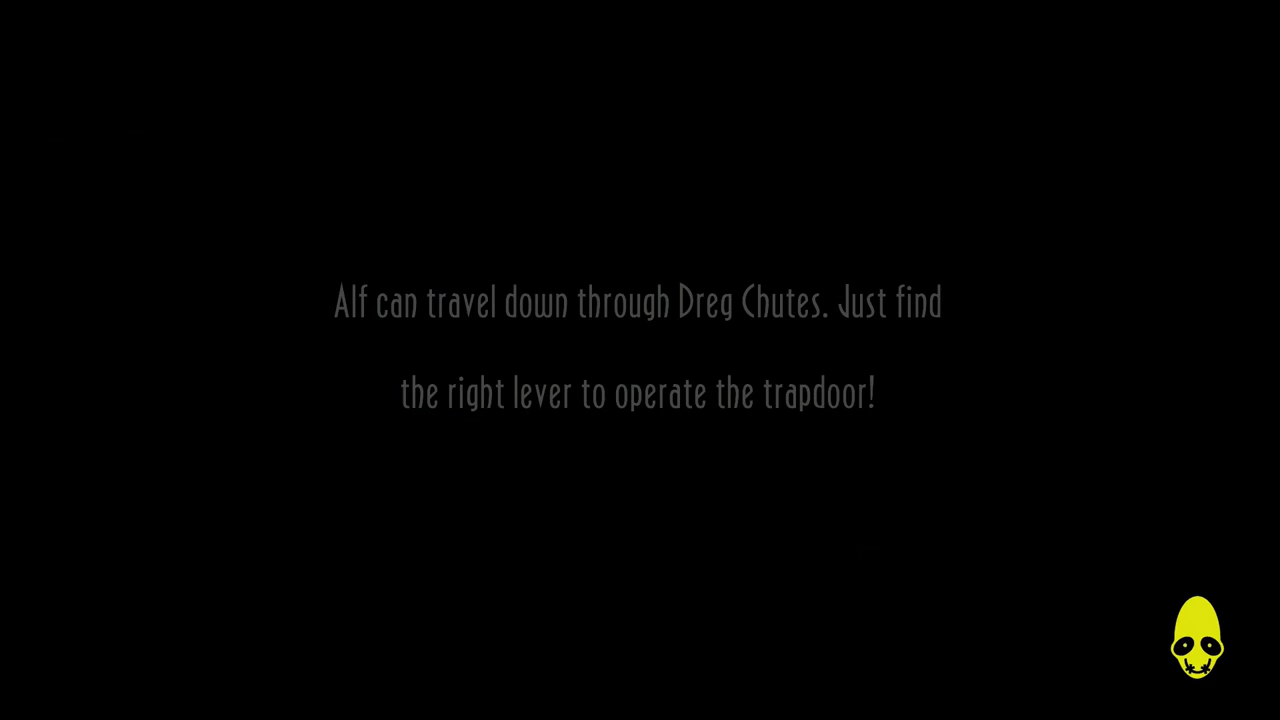 Alf can travel down through Dreg Chutes. Just find
the right lever to operate the trapdoor!